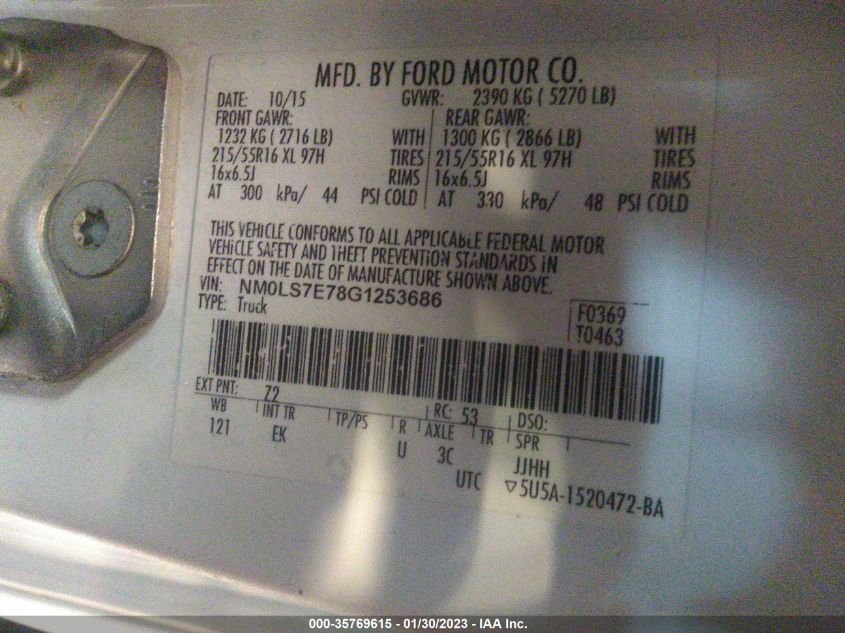 MFD. BY FORD MOTOR CO.
DATE: 10/15 GVWR: 2390 KG ( 5270 LB)
FRONT GAWR: REAR GAWR:
1232 KG ( 2716 LB) WITH 1300 KG ( 2866 LB) WITH
215/55R16 XL 97H TIRES 215/55R16 XL 97H TIRES
16x6.5J RIMS 16x6.5J RIMS
AT 300 kPa/ 44 PSI COLD AT 330 kPa/ 48 PSI COLD
THIS VEHICLE CONFORMS TO ALL APPLICABLE FEDERAL MOTOR
VEHICLE SAFETY AND THEFT PREVENTION STANDARDS IN
EFFECT ON THE DATE OF MANUFACTURE SHOWN ABOVE.
VIN: NM0LS7E78G1253686
TYPE: Truck
F0369
T0463
EXT PNT: Z2 RC: 53 DSO:
WB INT TR TP/PS R AXLE TR SPR
121 EK U 3C JJHH
UTC ▽5U5A-1520472-BA
000-35769615 - 01/30/2023 - IAA Inc.